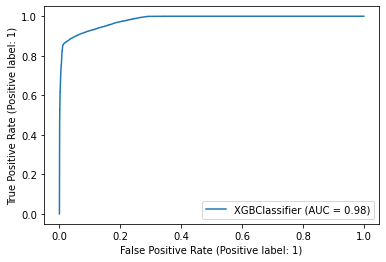 1.0
0.8
0.6
0.4
0.2
0.0
True Positive Rate (Positive label: 1)
XGBClassifier (AUC = 0.98)
0.0 0.2 0.4 0.6 0.8 1.0
False Positive Rate (Positive label: 1)